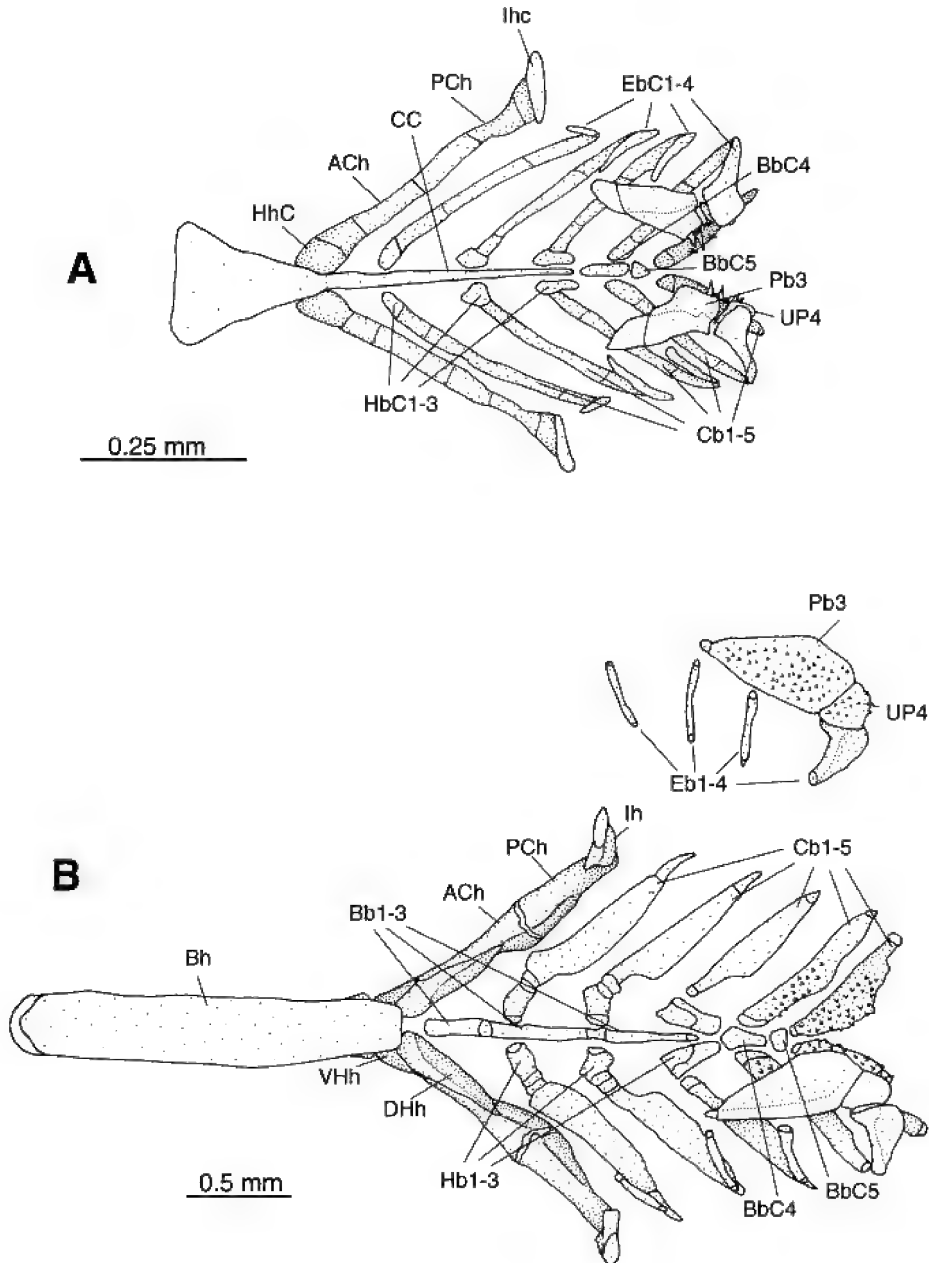 Ihc
PCh
EbC1-4
CC
BbC4
ACh
HhC
A
BbC5
Pb3
UP4
HbC1-3
Cb1-5
0.25 mm
Pb3
UP4
Eb1-4
Ih
PCh
Cb1-5
B
ACh
Bb1-3
Bh
VHh
DHh
Hb1-3
BbC5
BbC4
0.5 mm